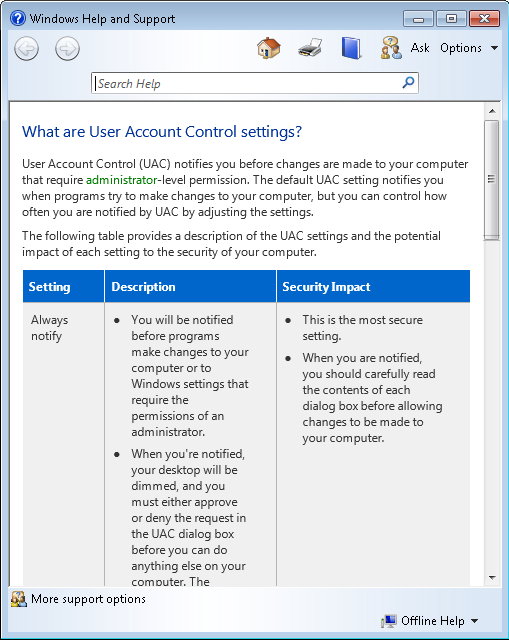 Windows Help and Support
Ask Options
Search Help
What are User Account Control settings?
User Account Control (UAC) notifies you before changes are made to your computer
that require administrator-level permission. The default UAC setting notifies you
when programs try to make changes to your computer, but you can control how
often you are notified by UAC by adjusting the settings.
The following table provides a description of the UAC settings and the potential
impact of each setting to the security of your computer.
Setting Description Security Impact
Always
notify
• You will be notified
before programs
make changes to your
computer or to
Windows settings that
require the
permissions of an
administrator.
• When you're notified,
your desktop will be
dimmed, and you
must either approve
or deny the request in
the UAC dialog box
before you can do
anything else on your
computer. The
• This is the most secure
setting.
• When you are notified,
you should carefully read
the contents of each
dialog box before allowing
changes to be made to
your computer.
More support options
Offline Help